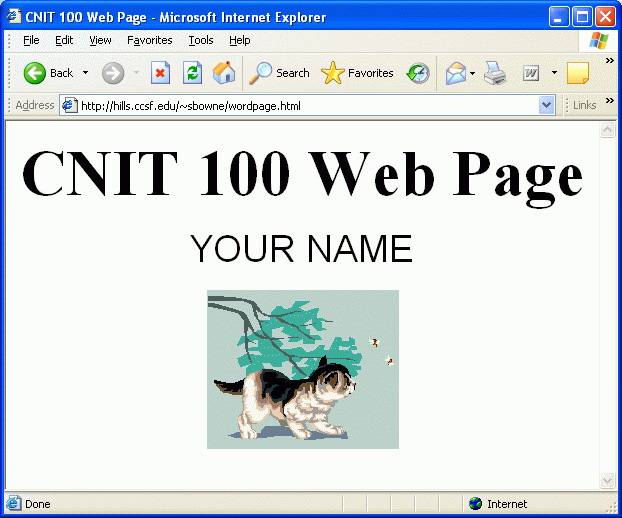 CNIT 100 Web Page - Microsoft Internet Explorer
File Edit View Favorites Tools Help
Back Search Favorites W »
Address http://hills.ccsf.edu/~sbowne/wordpage.html Links »
CNIT 100 Web Page
YOUR NAME
Done Internet